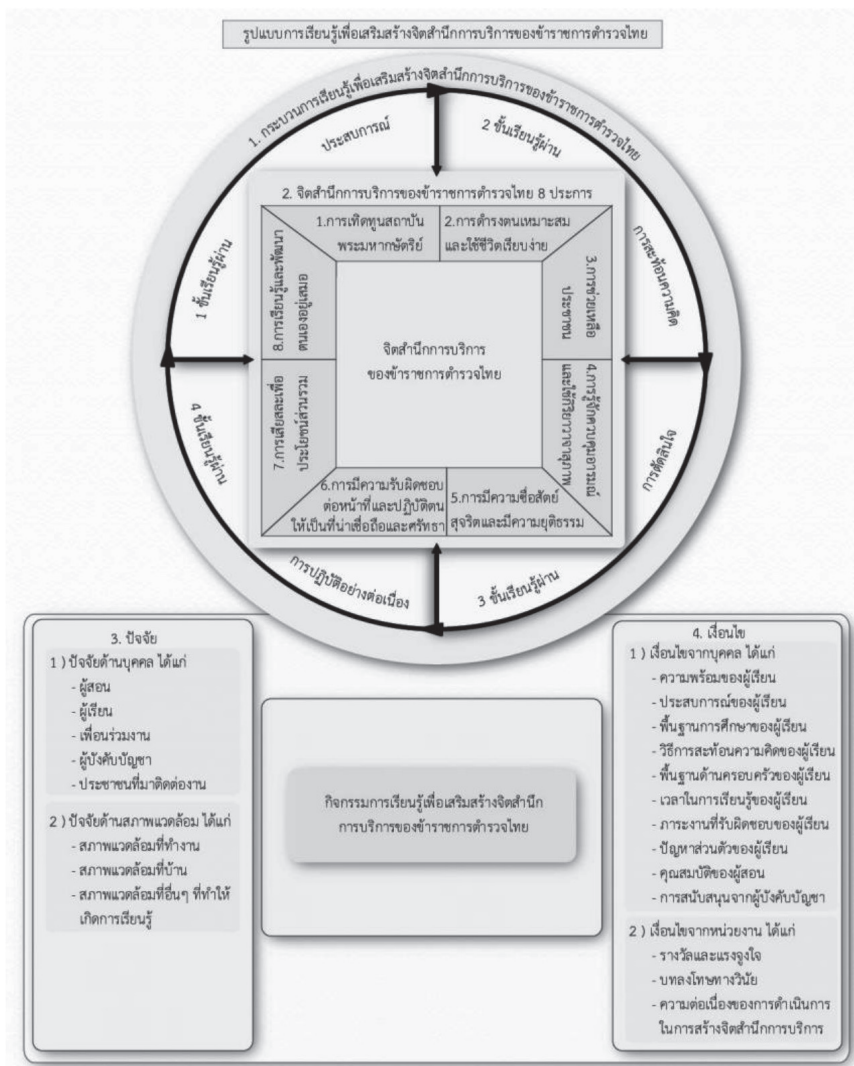 รูปแบบการเรียนรู้เพื่อเสริมสร้างจิตสำนึกการบริการของข้าราชการตำรวจไทย
1. กระบวนการเรียนรู้เพื่อเสริมสร้างจิตสำนึกการบริการของข้าราชการตำรวจไทย
1 ขั้นเรียนรู้ผ่าน
ประสบการณ์
2 ขั้นเรียนรู้ผ่าน
การสะท้อนความคิด
3 ขั้นเรียนรู้ผ่าน
การตัดสินใจ
4 ขั้นเรียนรู้ผ่าน
การปฏิบัติอย่างต่อเนื่อง
2. จิตสำนึกการบริการของข้าราชการตำรวจไทย 8 ประการ
1.การเทิดทูนสถาบัน
พระมหากษัตริย์
2.การดำรงตนเหมาะสม
และใช้ชีวิตเรียบง่าย
3.การช่วยเหลือ
ประชาชน
4.การรู้จักควบคุมอารมณ์
และใช้กิริยาวาจาสุภาพ
5.การมีความซื่อสัตย์
สุจริตและมีความยุติธรรม
6.การมีความรับผิดชอบ
ต่อหน้าที่และปฏิบัติตน
ให้เป็นที่น่าเชื่อถือและศรัทธา
7.การเสียสละเพื่อ
ประโยชน์ส่วนรวม
8.การเรียนรู้และพัฒนา
ตนเองอยู่เสมอ
จิตสำนึกการบริการ
ของข้าราชการตำรวจไทย
3. ปัจจัย
1 ) ปัจจัยด้านบุคคล ได้แก่
- ผู้สอน
- ผู้เรียน
- เพื่อนร่วมงาน
- ผู้บังคับบัญชา
- ประชาชนที่มาติดต่องาน
2 ) ปัจจัยด้านสภาพแวดล้อม ได้แก่
- สภาพแวดล้อมที่ทำงาน
- สภาพแวดล้อมที่บ้าน
- สภาพแวดล้อมที่อื่นๆ ที่ทำให้
เกิดการเรียนรู้
กิจกรรมการเรียนรู้เพื่อเสริมสร้างจิตสำนึก
การบริการของข้าราชการตำรวจไทย
4. เงื่อนไข
1 ) เงื่อนไขจากบุคคล ได้แก่
- ความพร้อมของผู้เรียน
- ประสบการณ์ของผู้เรียน
- พื้นฐานการศึกษาของผู้เรียน
- วิธีการสะท้อนความคิดของผู้เรียน
- พื้นฐานด้านครอบครัวของผู้เรียน
- เวลาในการเรียนรู้ของผู้เรียน
- ภาระงานที่รับผิดชอบของผู้เรียน
- ปัญหาส่วนตัวของผู้เรียน
- คุณสมบัติของผู้สอน
- การสนับสนุนจากผู้บังคับบัญชา
2 ) เงื่อนไขจากหน่วยงาน ได้แก่
- รางวัลและแรงจูงใจ
- บทลงโทษทางวินัย
- ความต่อเนื่องของการดำเนินการ
ในการสร้างจิตสำนึกการบริการ